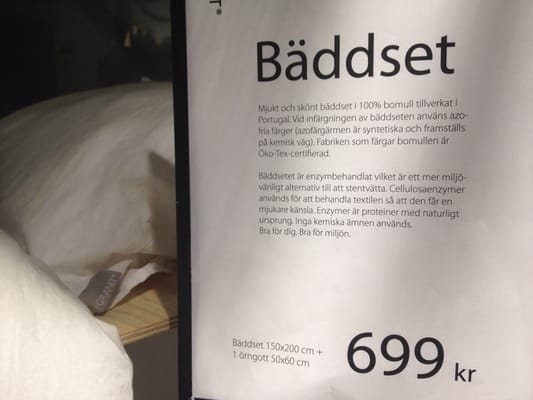 T.
Bäddset
Mjukt och skönt bäddset i 100% bomull tillverkat i
Portugal. Vid infärgningen av bäddseten använs azo-
fria färger (azofärgärmen är syntetiska och framställs
på kemisk väg). Fabriken som färgar bomullen är
Öko-Tex-certifierad.
Bäddsetet är enzymbehandlat vilket är ett mer miljö-
vänligt alternativ till att stentvätta. Cellulosaenzymer
används för att behandla textilen så att den får en
mjukare känsla. Enzymer är proteiner med naturligt
ursprung. Inga kemiska ämnen används.
Bra för dig. Bra för miljön.
Bäddset 150x200 cm +
1 örngott 50x60 cm
699 kr
GRANIT